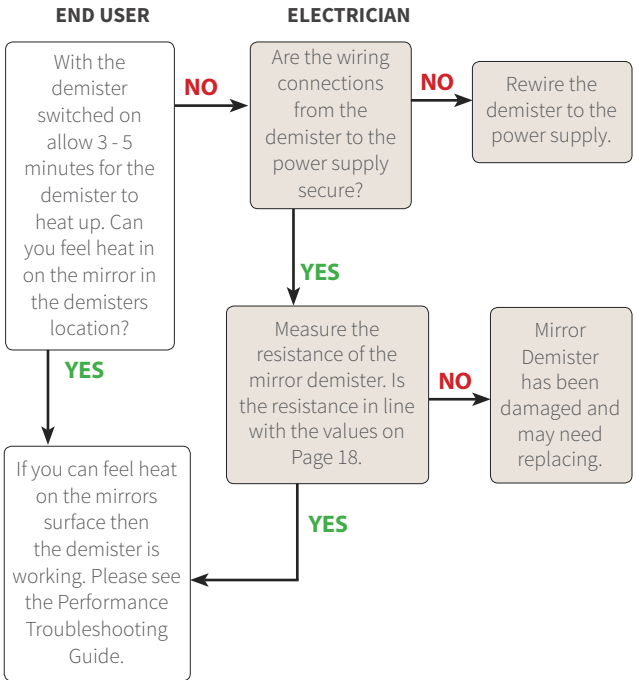 END USER
ELECTRICIAN
With the
demister
switched on
allow 3 - 5
minutes for the
demister to
heat up. Can
you feel heat in
on the mirror in
the demisters
location?
NO
Are the wiring
connections
from the
demister to the
power supply
secure?
NO
Rewire the
demister to the
power supply.
YES
Measure the
resistance of the
mirror demister. Is
the resistance in line
with the values on
Page 18.
NO
Mirror
Demister
has been
damaged and
may need
replacing.
YES
If you can feel heat
on the mirrors
surface then
the demister is
working. Please see
the Performance
Troubleshooting
Guide.
YES